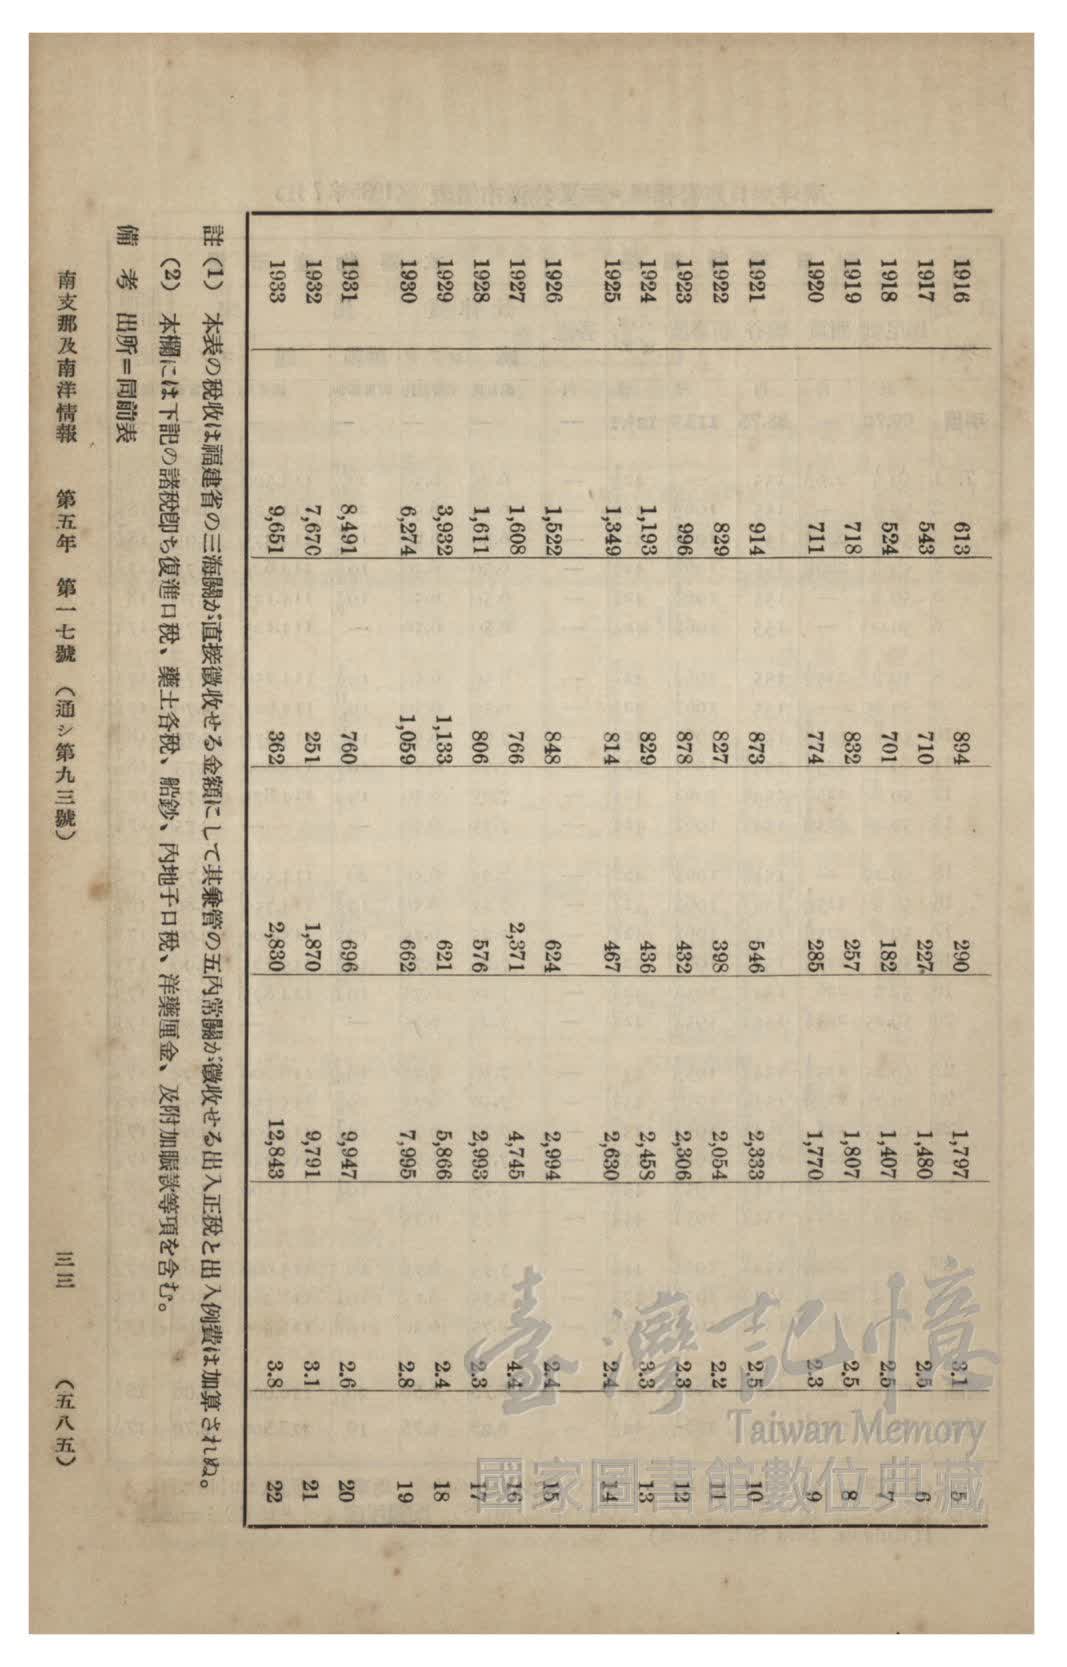 1916 613 894 290 1,797 3.1 5
1917 543 710 227 1,480 2.5 6
1918 524 701 182 1,407 2.5 7
1919 718 832 257 1,807 2.5 8
1920 711 774 285 1,770 2.3 9
1921 914 873 546 2,333 2.5 10
1922 829 827 398 2,054 2.2 11
1923 996 878 432 2,306 2.3 12
1924 1,193 829 436 2,458 3.3 13
1925 1,349 814 467 2,630 2.4 14
1926 1,522 848 624 2,994 2.4 15
1927 1,608 766 2,371 4,745 4.4 16
1928 1,611 806 576 2,993 2.3 17
1929 3,932 1,133 621 5,866 2.4 18
1930 6,274 1,059 662 7,995 2.8 19
1931 8,491 760 696 9,947 2.6 20
1932 7,670 251 1,870 9,791 3.1 21
1933 9,651 362 2,830 12,843 3.8 22
註(1) 本表の稅收は福建省の三海關が直接徵收せる金額にして其兼管の五內常關が徵收せる出入正稅と出入例費は加算されぬ。
(2) 本欄には下記の諸稅卽ち復進口稅、藥土各稅、船鈔、內地子口稅、洋藥厘金、及附加賑款等項を含む。
備考 出所＝同前表
南支那及南洋情報 第五年 第一七號 （通シ第九三號） 三三 （五八五）
臺灣記憶
Taiwan Memory
國家圖書館數位典藏